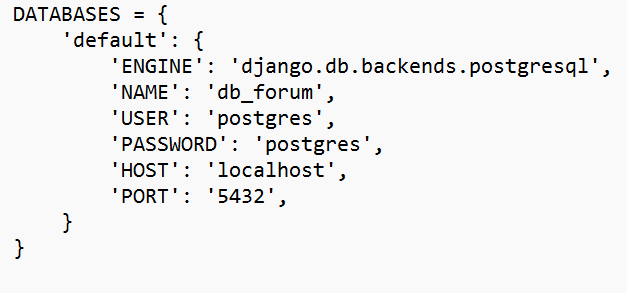 DATABASES = {
    'default': {
        'ENGINE': 'django.db.backends.postgresql',
        'NAME': 'db_forum',
        'USER': 'postgres',
        'PASSWORD': 'postgres',
        'HOST': 'localhost',
        'PORT': '5432',
    }
}